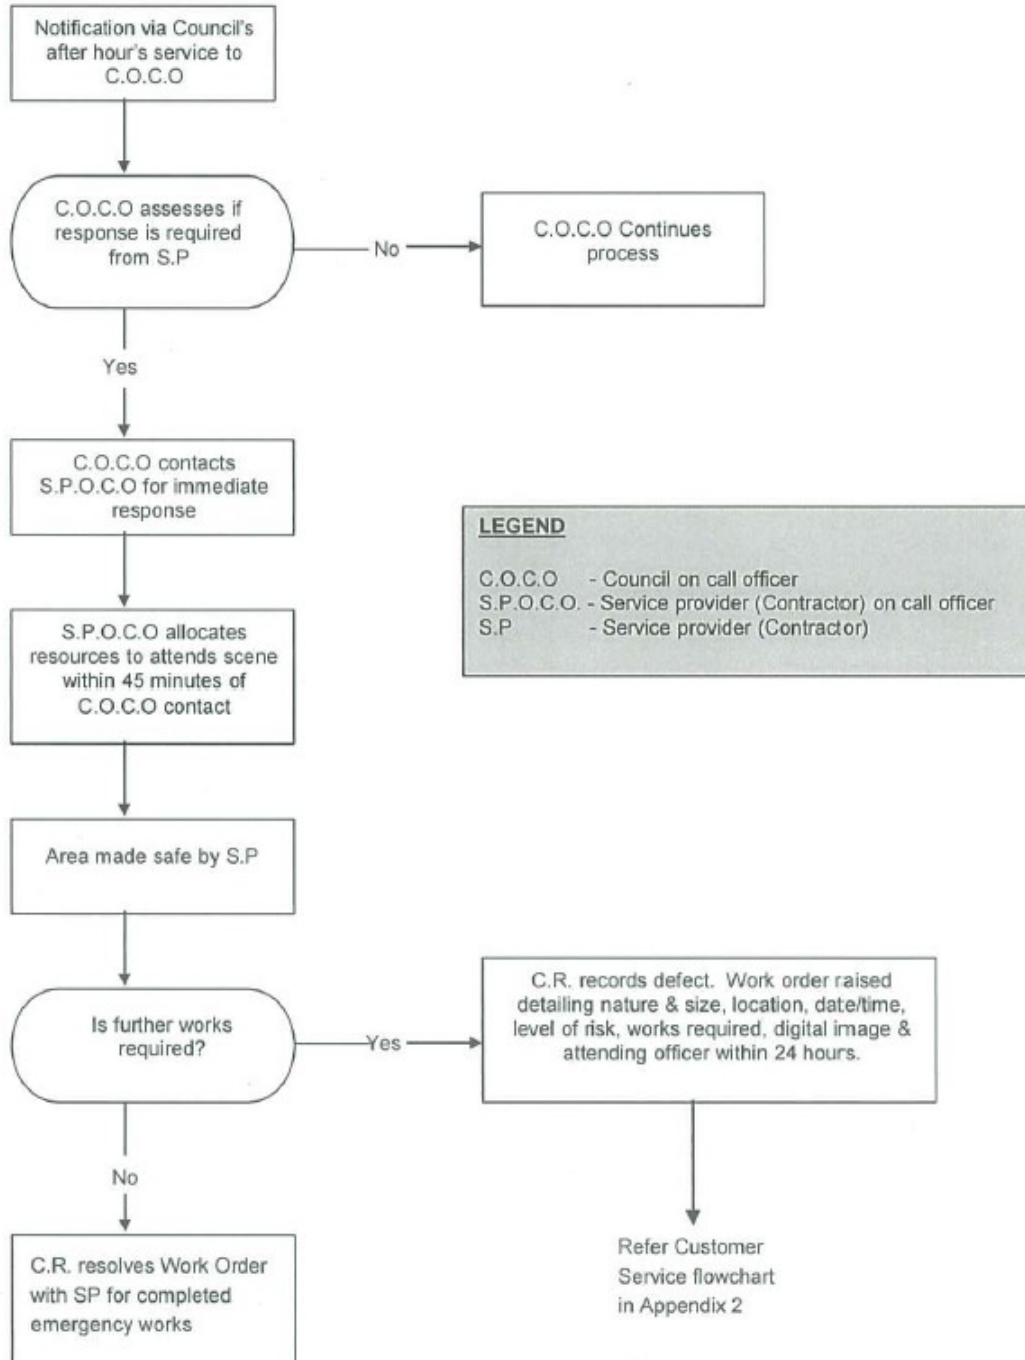 Notification via Council's
after hour's service to
C.O.C.O
C.O.C.O assesses if
response is required
from S.P
No
C.O.C.O Continues
process
Yes
C.O.C.O contacts
S.P.O.C.O for immediate
response
LEGEND
C.O.C.O - Council on call officer
S.P.O.C.O. - Service provider (Contractor) on call officer
S.P - Service provider (Contractor)
S.P.O.C.O allocates
resources to attends scene
within 45 minutes of
C.O.C.O contact
Area made safe by S.P
Is further works
required?
Yes
C.R. records defect. Work order raised
detailing nature & size, location, date/time,
level of risk, works required, digital image &
attending officer within 24 hours.
No
C.R. resolves Work Order
with SP for completed
emergency works
Refer Customer
Service flowchart
in Appendix 2